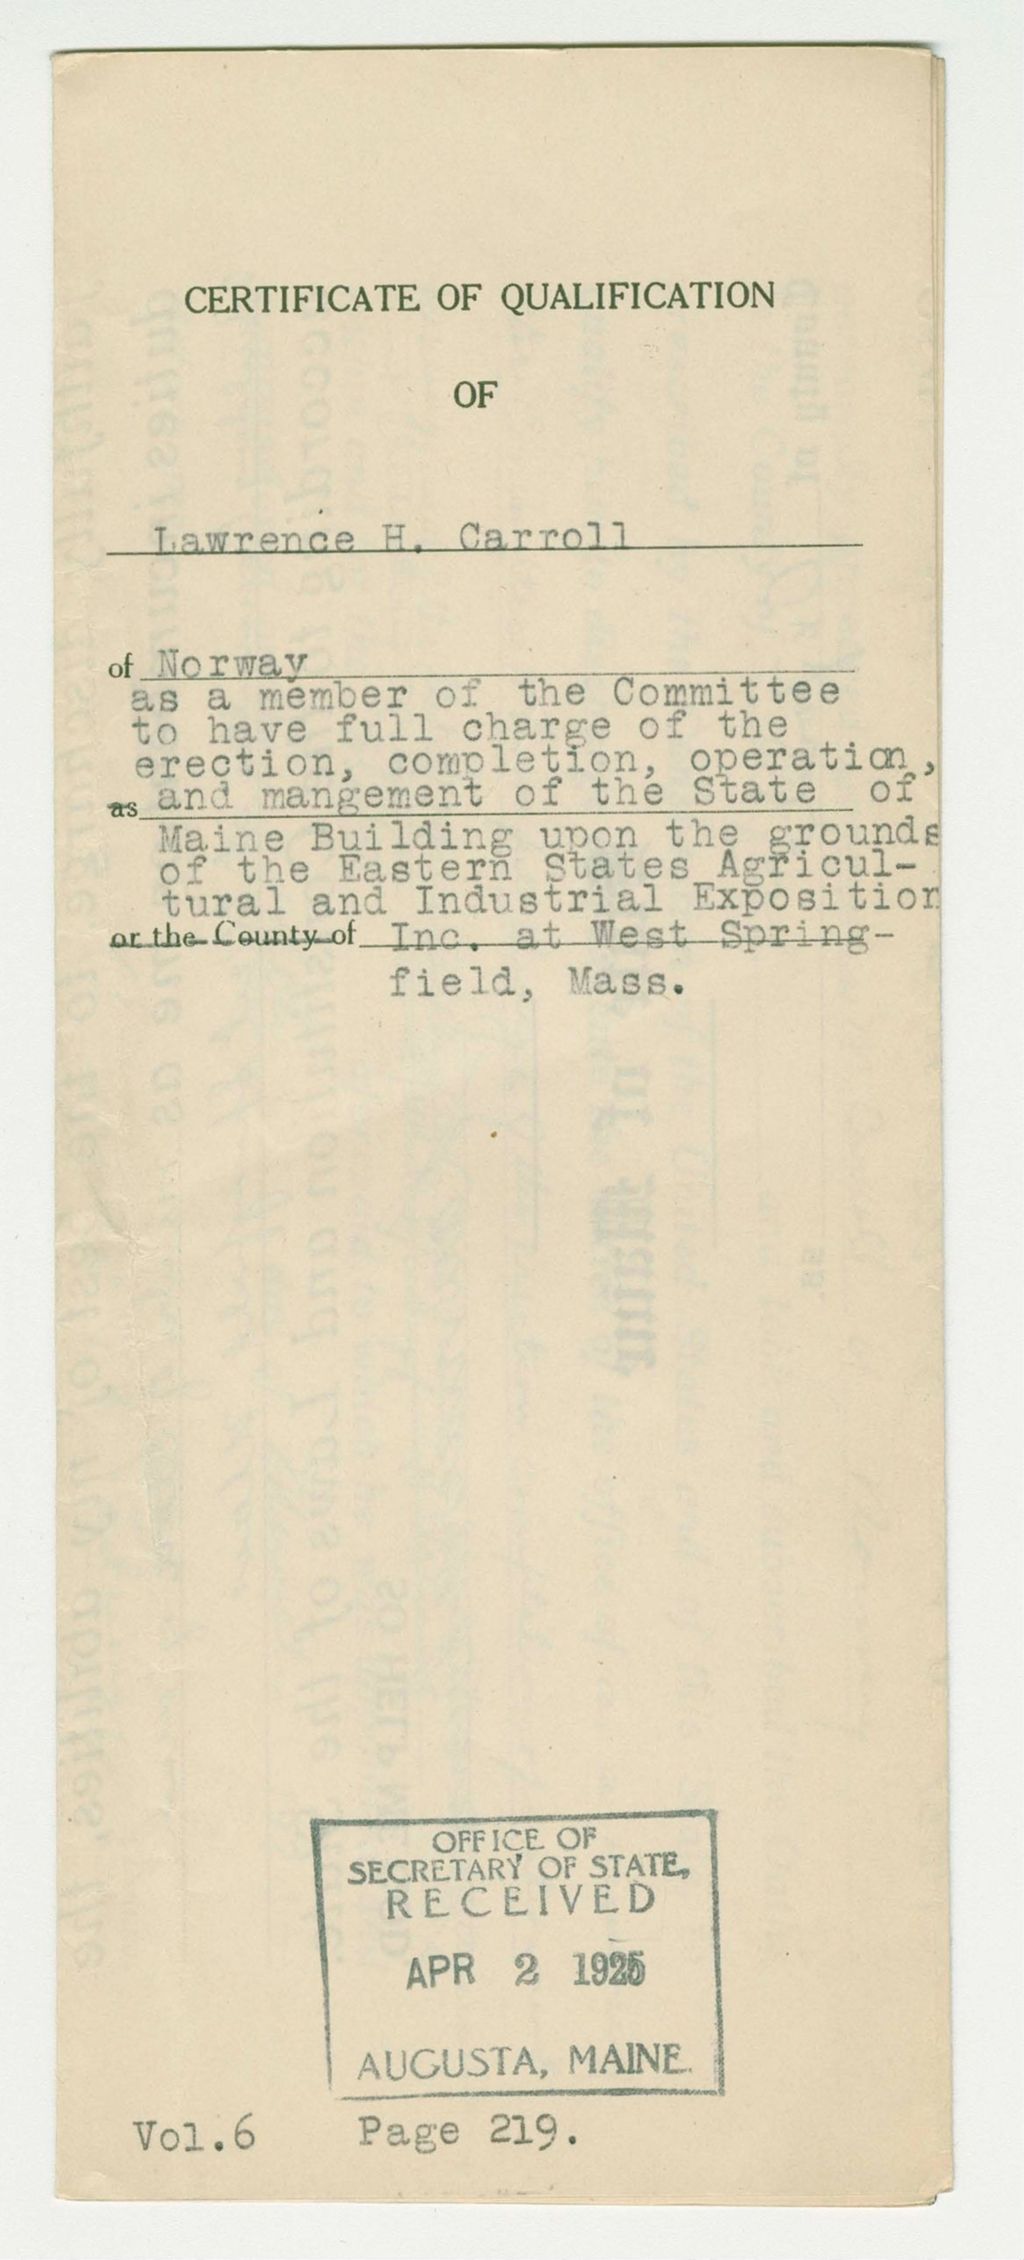 CERTIFICATE OF QUALIFICATION
OF
Lawrence H. Carroll
of Norway
as a member of the Committee
to have full charge of the
erection, completion, operation,
as and mangement of the State of
Maine Building upon the grounds
of the Eastern States Agricul-
tural and Industrial Exposition
or the County of Inc. at West Spring-
field, Mass.
OFFICE OF
SECRETARY OF STATE,
RECEIVED
APR 2 1925
AUGUSTA, MAINE.
Vol.6 Page 219.